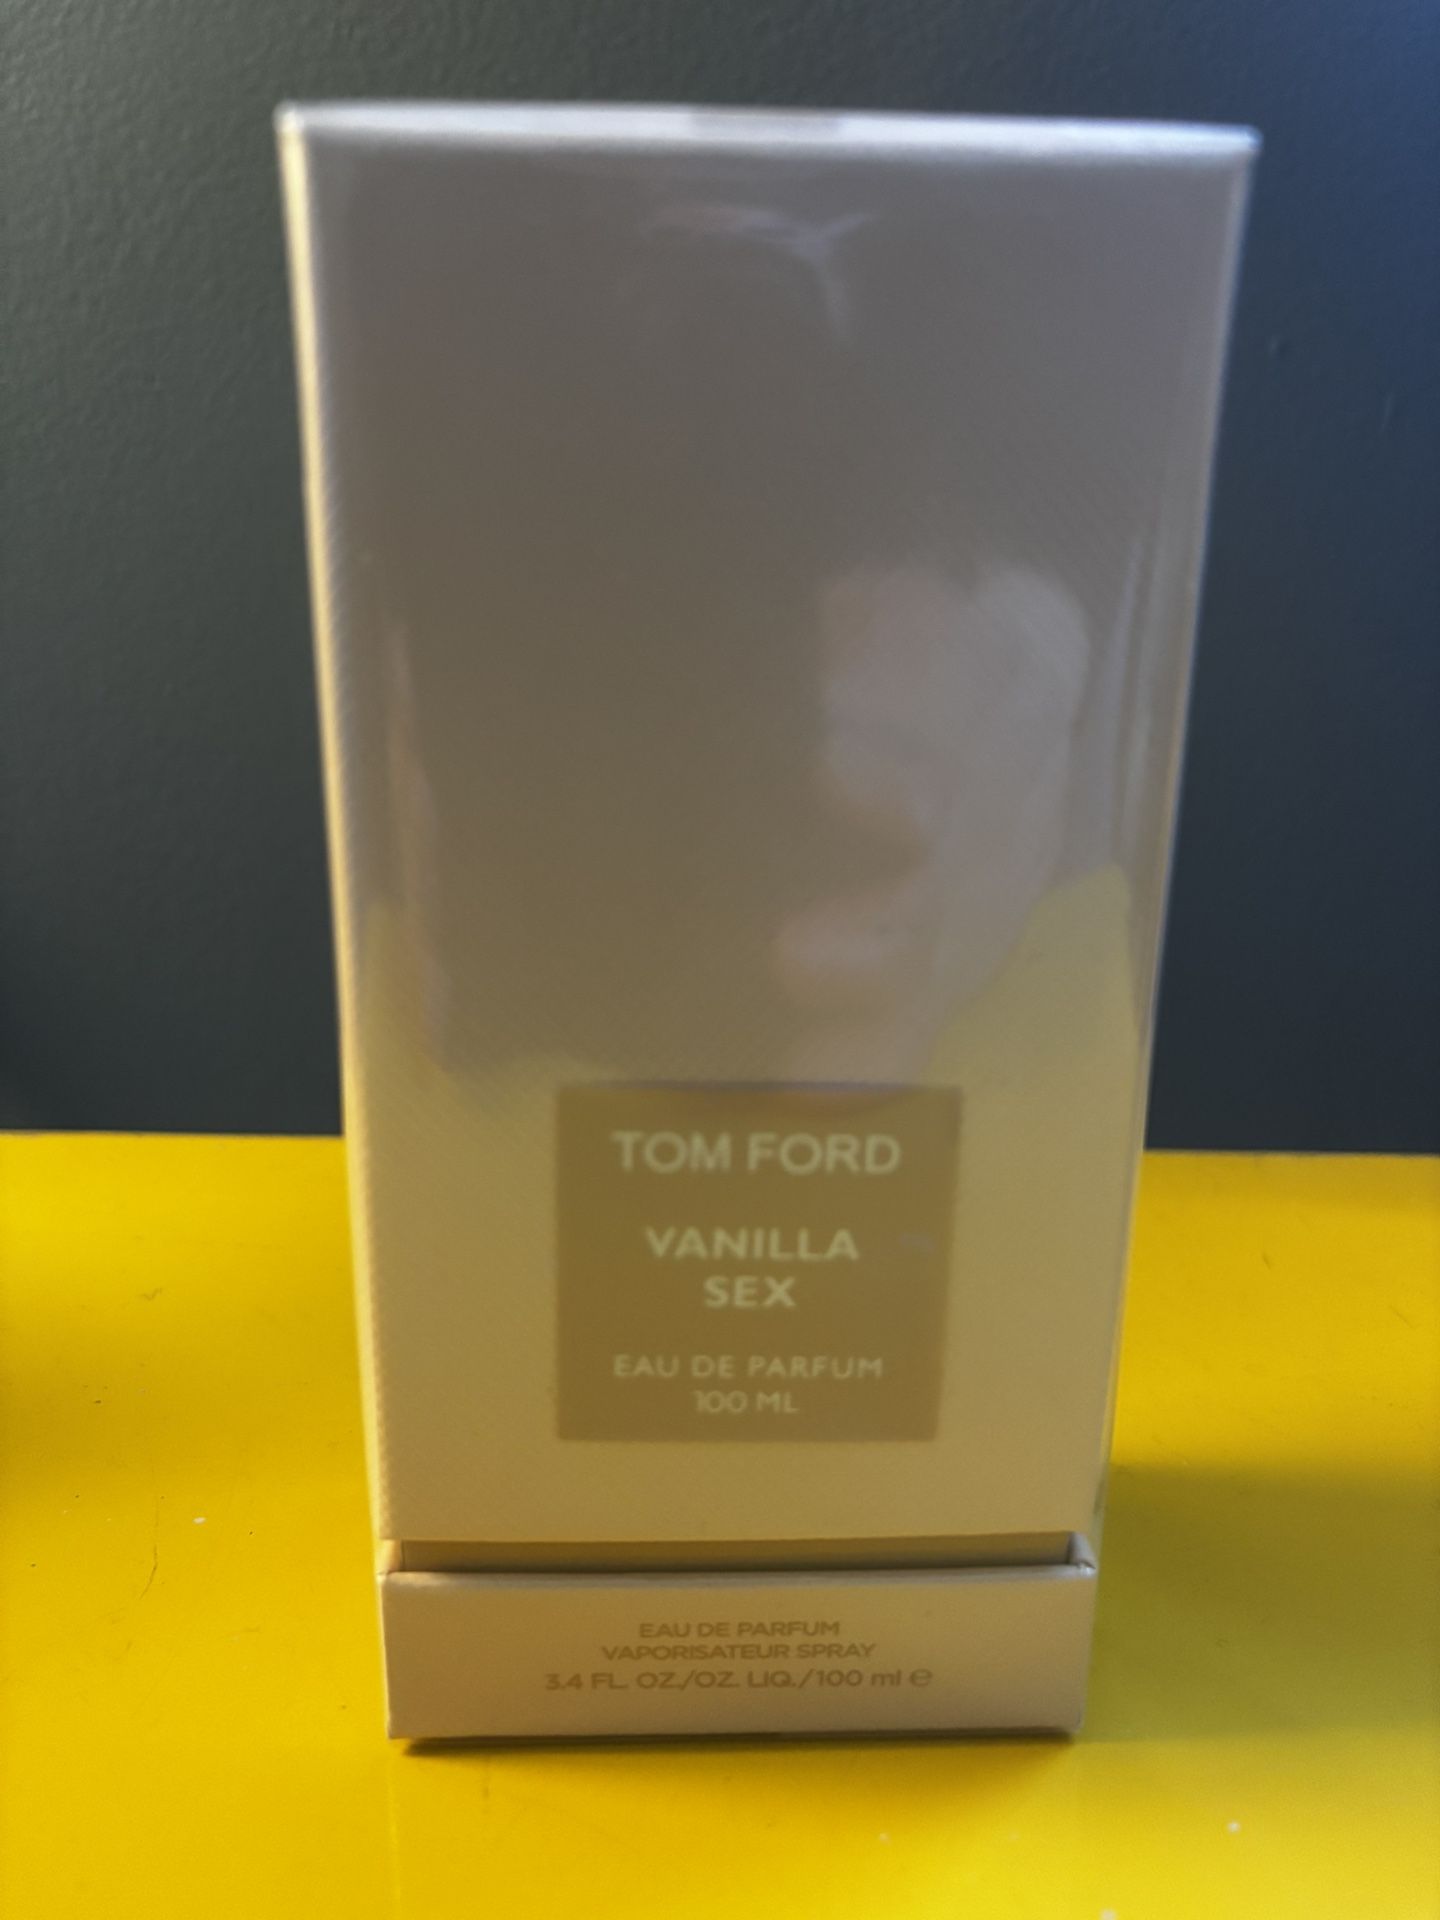 TOM FORD
VANILLA
SEX
EAU DE PARFUM
100 ML
EAU DE PARFUM
VAPORISATEUR SPRAY
3.4 FL. OZ./OZ. LIQ./100 ml ℮